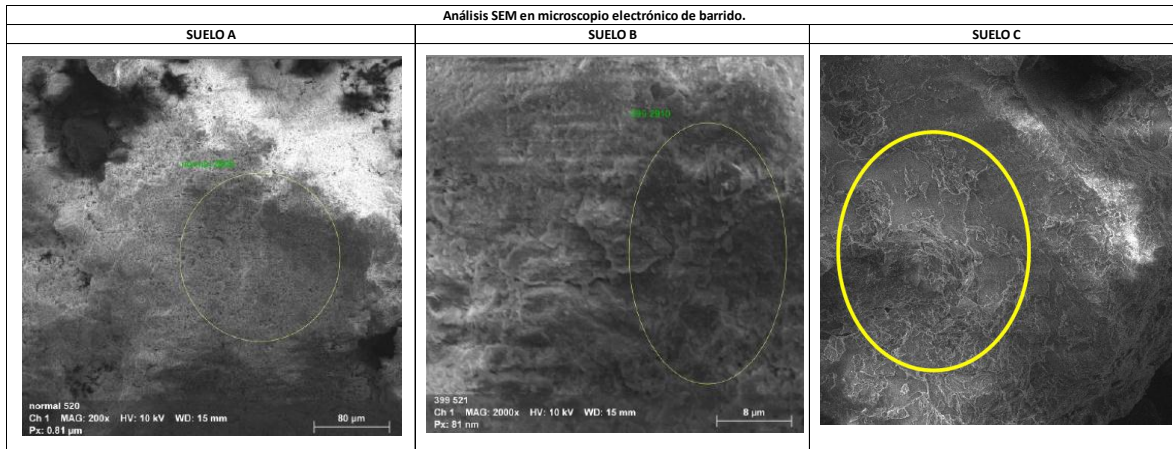 Análisis SEM en microscopio electrónico de barrido.
SUELO A
SUELO B
SUELO C
normal 520
Ch 1 MAG: 200x HV: 10 kV WD: 15 mm
Px: 0.81 µm
80 µm
399 521
Ch 1 MAG: 2000x HV: 10 kV WD: 15 mm
Px: 81 nm
8 µm